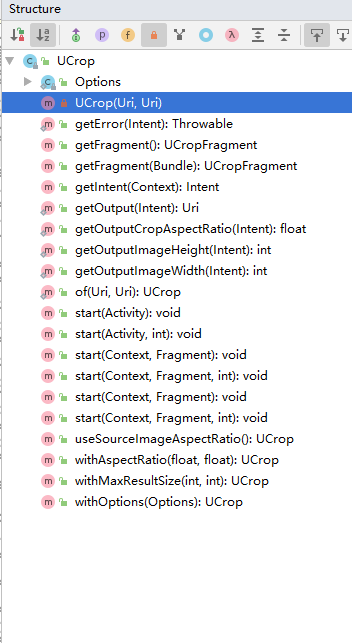 Structure
UCrop
Options
UCrop(Uri, Uri)
getError(Intent): Throwable
getFragment(): UCropFragment
getFragment(Bundle): UCropFragment
getIntent(Context): Intent
getOutput(Intent): Uri
getOutputCropAspectRatio(Intent): float
getOutputImageHeight(Intent): int
getOutputImageWidth(Intent): int
of(Uri, Uri): UCrop
start(Activity): void
start(Activity, int): void
start(Context, Fragment): void
start(Context, Fragment, int): void
start(Context, Fragment): void
start(Context, Fragment, int): void
useSourceImageAspectRatio(): UCrop
withAspectRatio(float, float): UCrop
withMaxResultSize(int, int): UCrop
withOptions(Options): UCrop